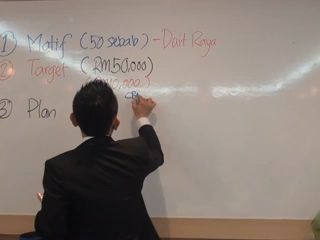 ① Motif (50 sebab) - Duit Raya
② Target (RM50,000)
③ Plan